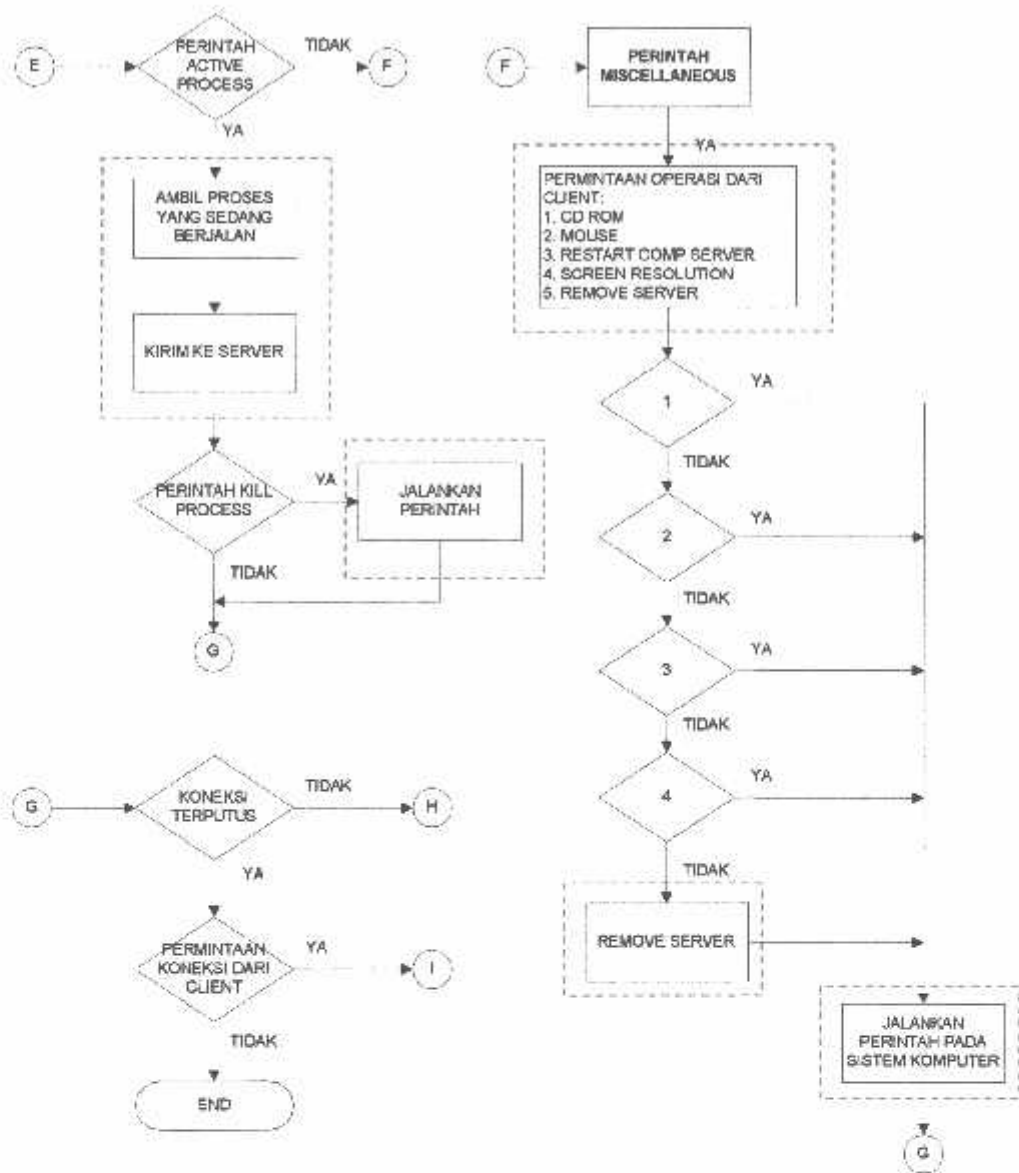 E
PERINTAH
ACTIVE
PROCESS
TIDAK
F
YA
AMBIL PROSES
YANG SEDANG
BERJALAN
KIRIM KE SERVER
PERINTAH KILL
PROCESS
YA
JALANKAN
PERINTAH
TIDAK
G
G
KONEKSI
TERPUTUS
TIDAK
H
YA
PERMINTAAN
KONEKSI DARI
CLIENT
YA
I
TIDAK
END
F
PERINTAH
MISCELLANEOUS
YA
PERMINTAAN OPERASI DARI
CLIENT:
1. CD ROM
2. MOUSE
3. RESTART COMP SERVER
4. SCREEN RESOLUTION
5. REMOVE SERVER
1
YA
TIDAK
2
YA
TIDAK
3
YA
TIDAK
4
YA
TIDAK
REMOVE SERVER
JALANKAN
PERINTAH PADA
SISTEM KOMPUTER
G